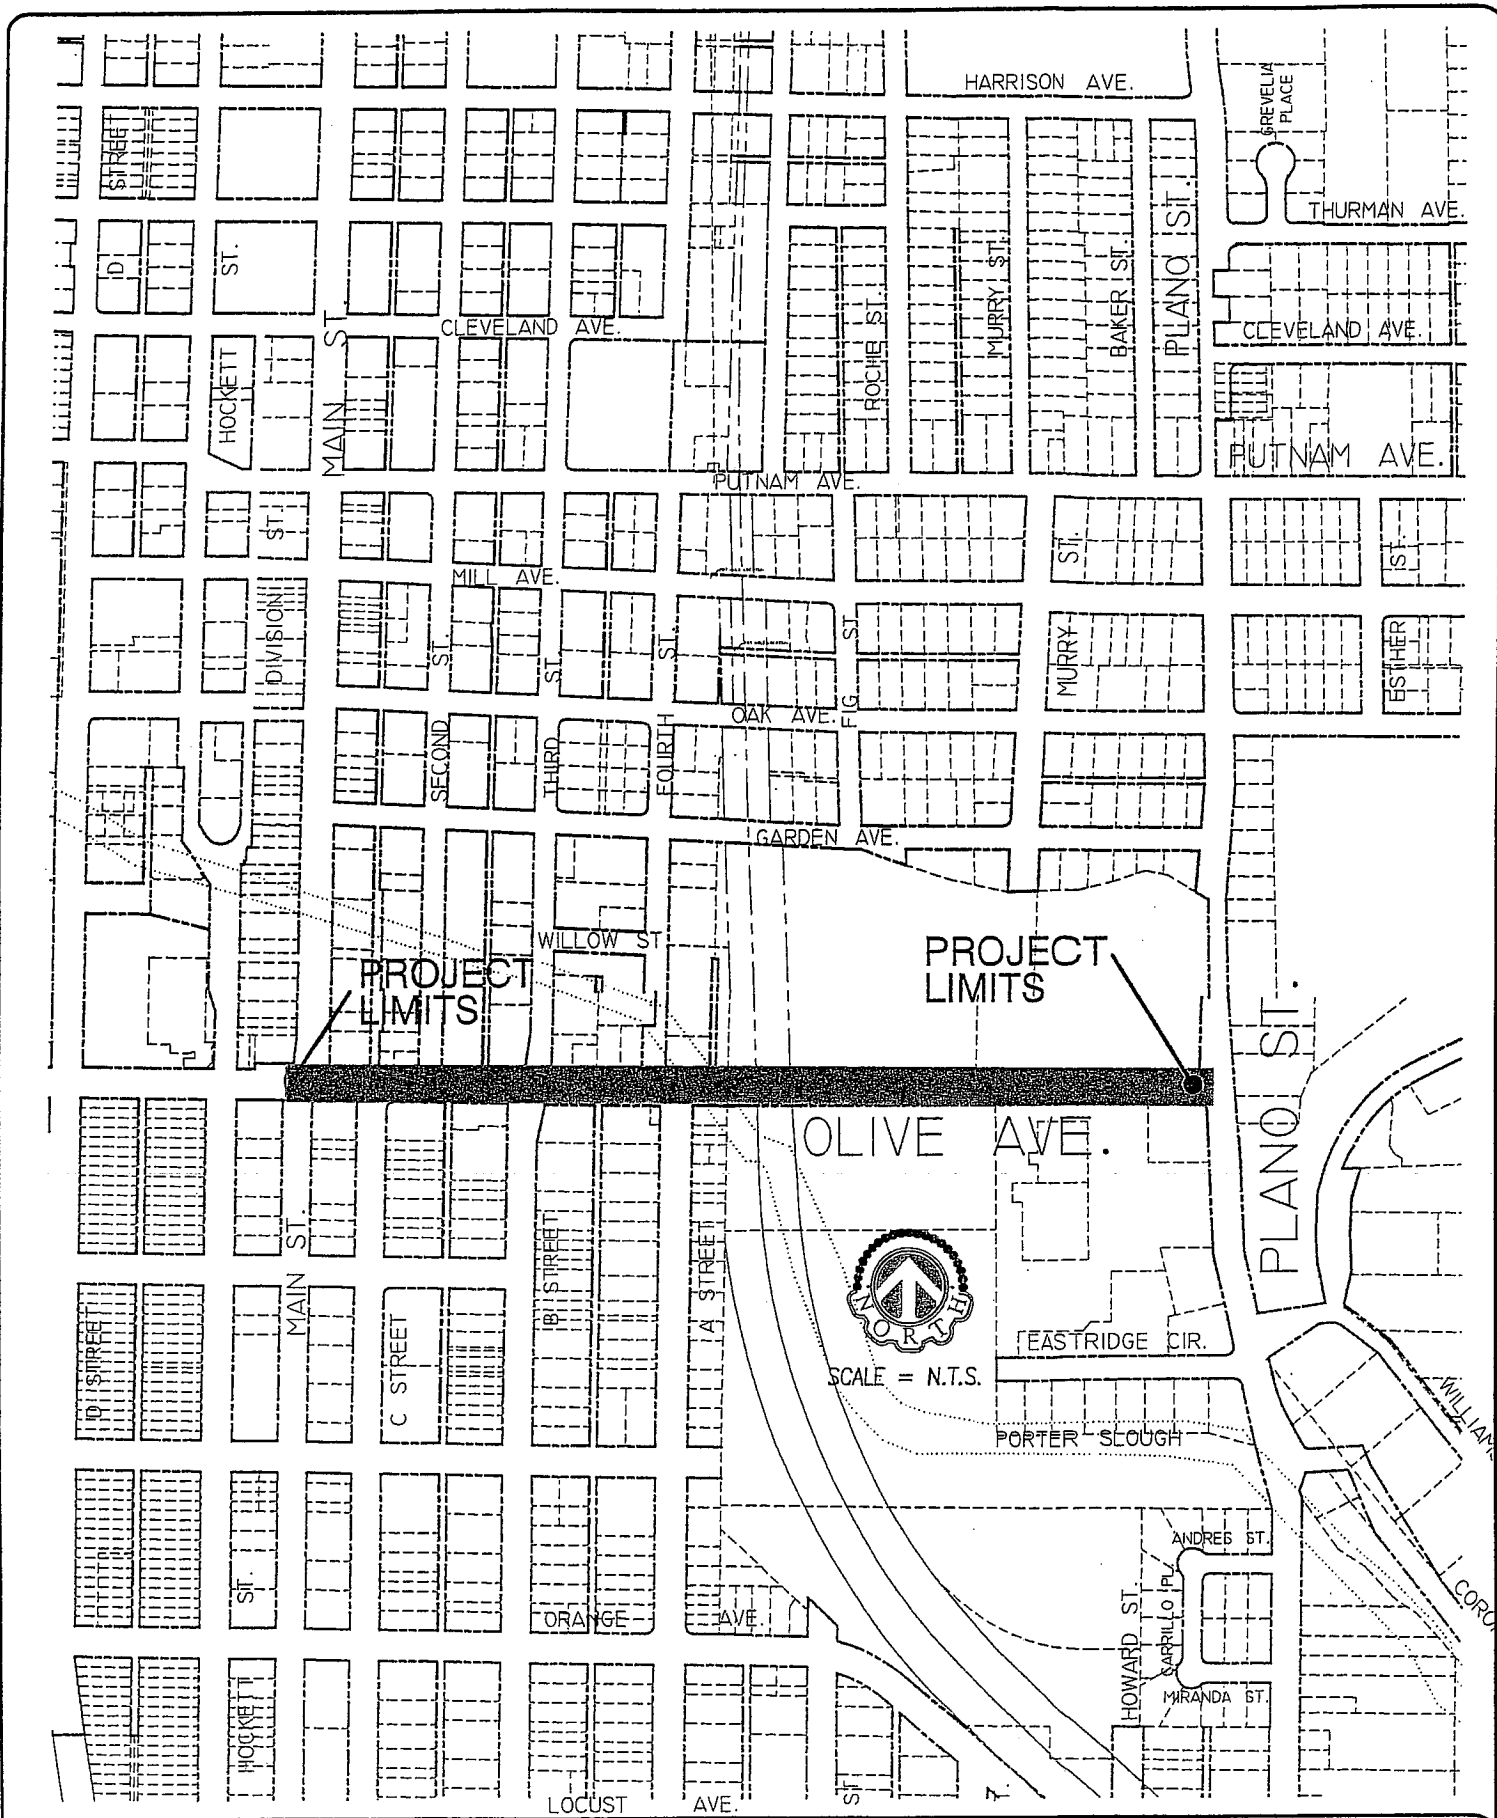 HARRISON AVE.
GREVELIA
PLACE
THURMAN AVE.
D
STREET
HOCKETT
ST.
MAIN ST.
CLEVELAND AVE.
ROCHE ST.
MURRY ST.
BAKER ST.
PLANO ST.
CLEVELAND AVE.
PUTNAM AVE.
PUTNAM AVE.
DIVISION
ST.
MILL AVE.
SECOND
ST.
THIRD
ST.
FOURTH
ST.
FIG ST
MURRY
ST.
ESTHER
ST.
OAK AVE.
GARDEN AVE.
WILLOW ST
PROJECT
LIMITS
PROJECT
LIMITS
PLANO ST.
OLIVE AVE.
MAIN ST.
D STREET
C STREET
B STREET
A STREET
NORTH
SCALE = N.T.S.
EASTRIDGE CIR.
PORTER SLOUGH
ANDRES ST.
CARRILLO PL.
HOWARD ST.
MIRANDA ST.
HOCKETT
ST.
ORANGE AVE.
LOCUST AVE.
ST